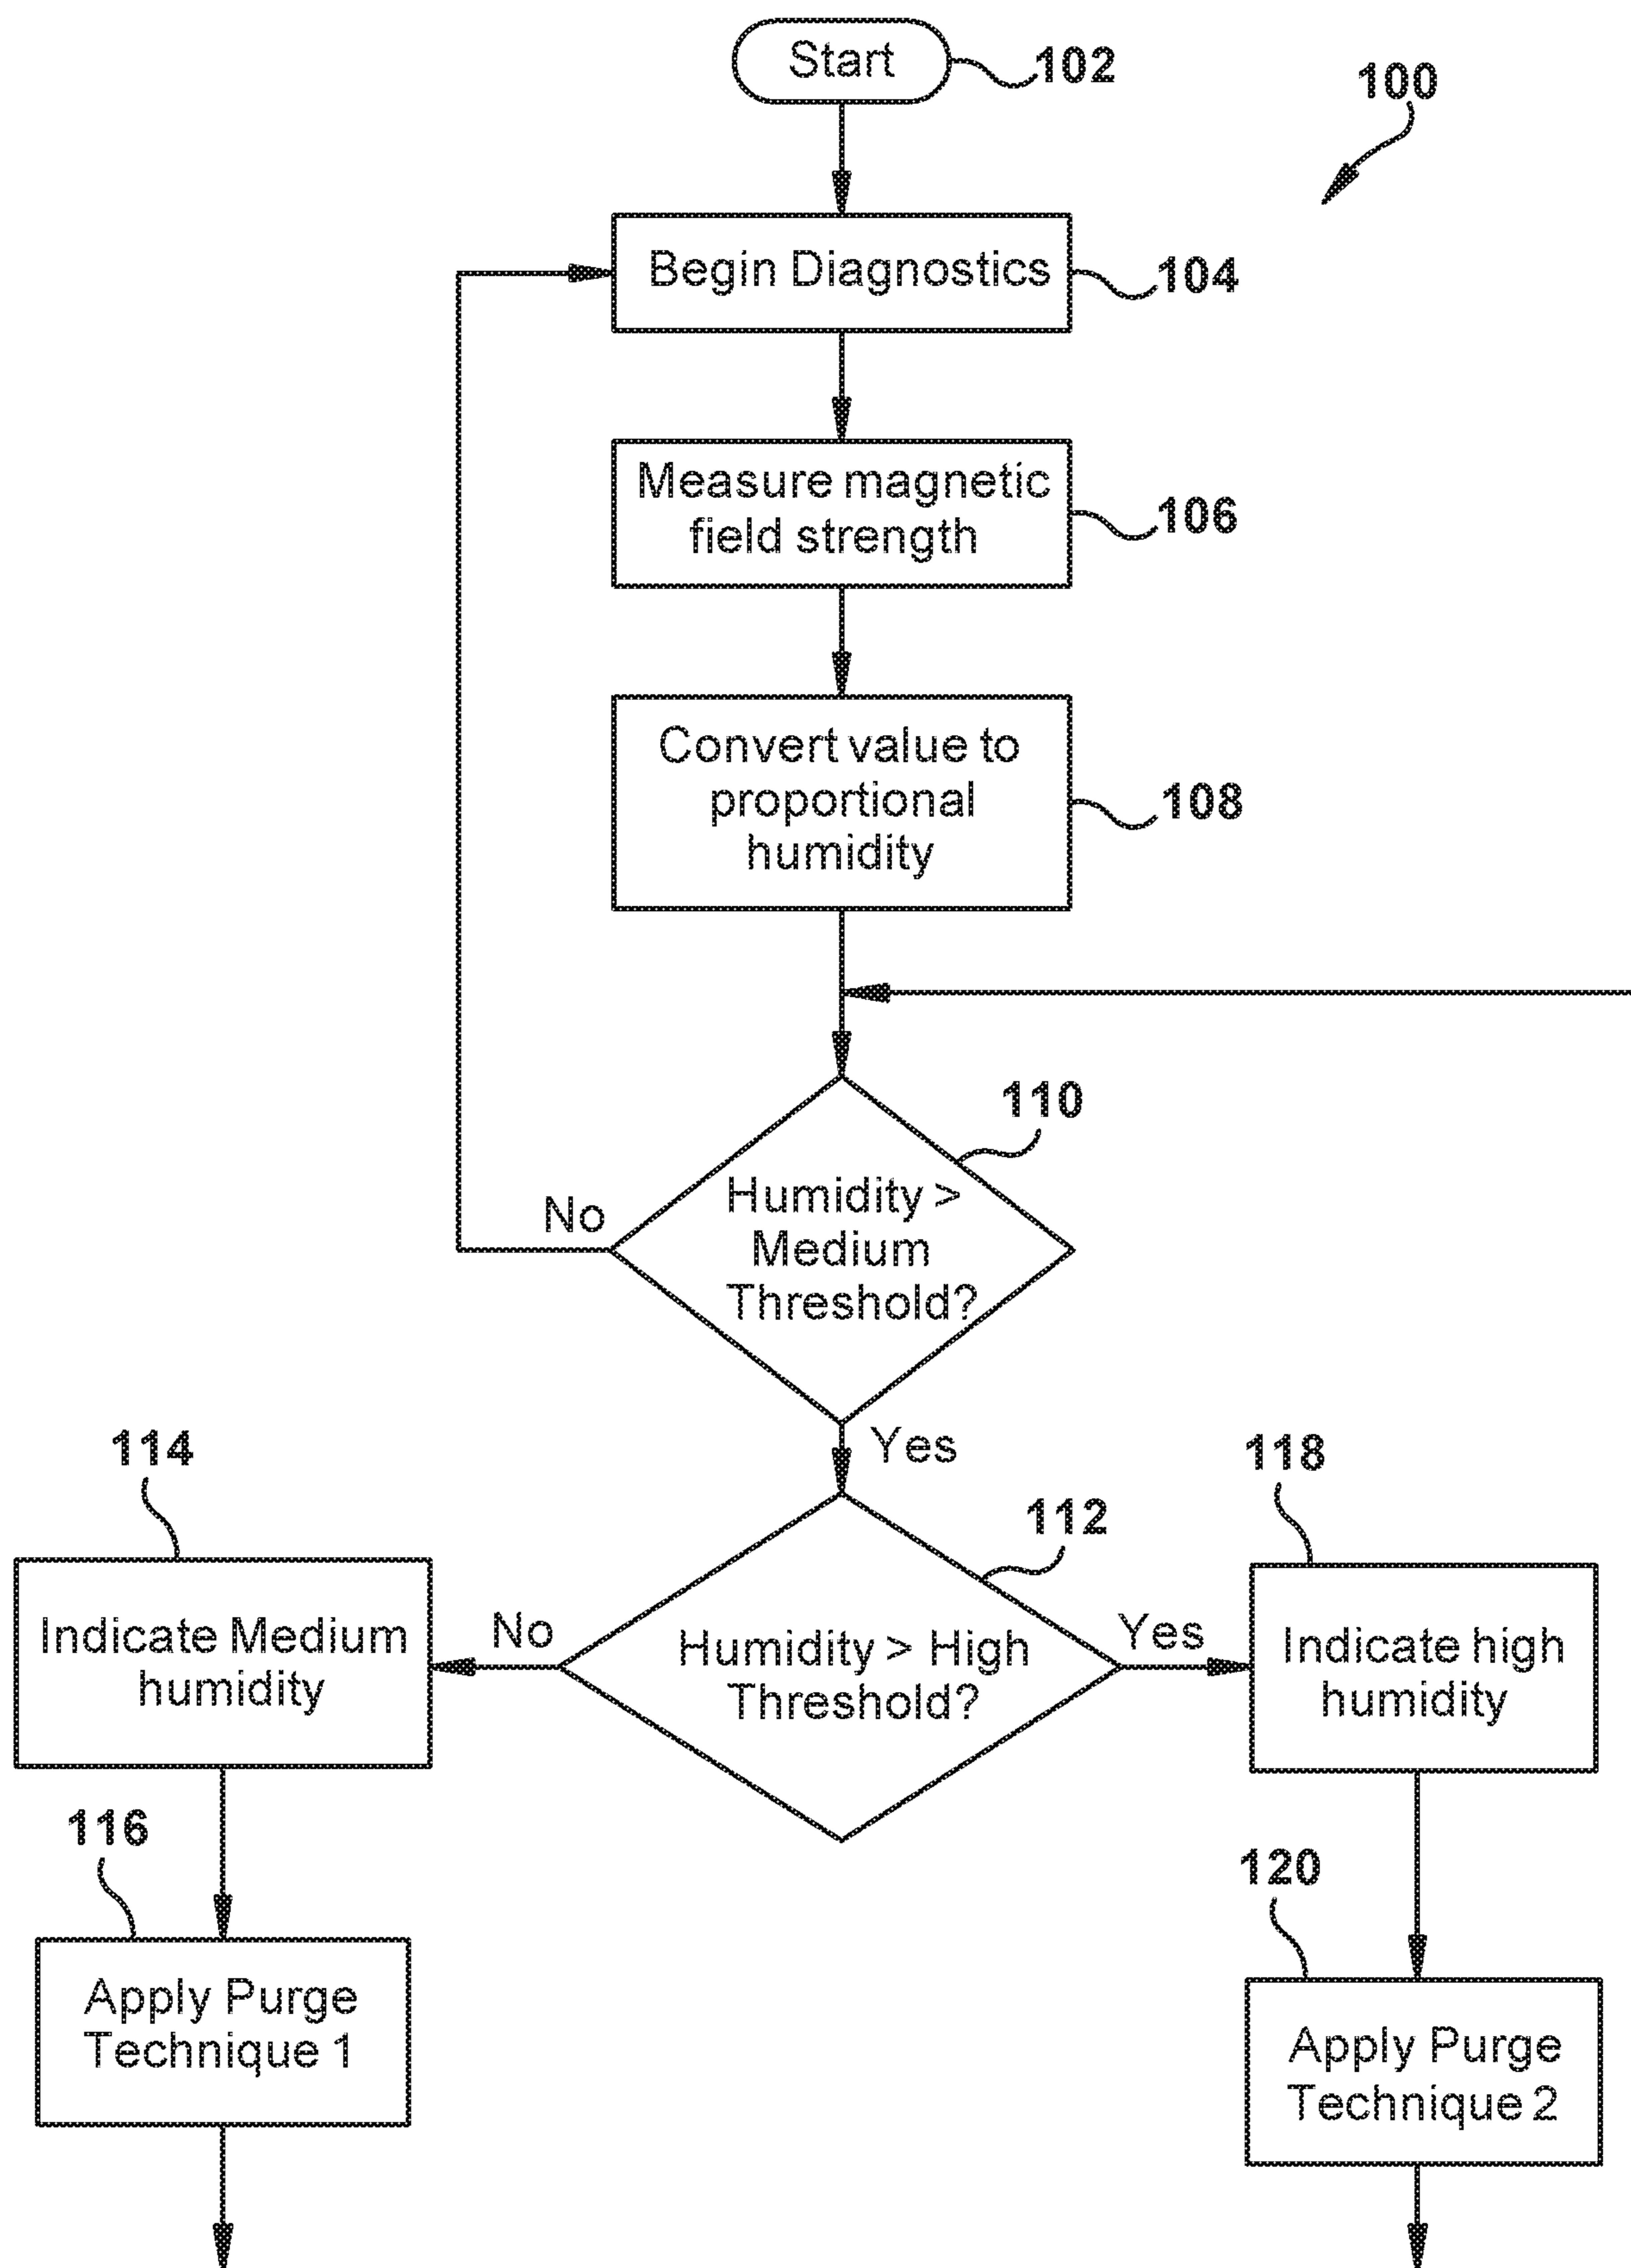 Start
102
100
Begin Diagnostics
104
Measure magnetic
field strength
106
Convert value to
proportional
humidity
108
110
Humidity >
Medium
Threshold?
No
Yes
114
118
112
Indicate Medium
humidity
No
Humidity > High
Threshold?
Yes
Indicate high
humidity
116
120
Apply Purge
Technique 1
Apply Purge
Technique 2